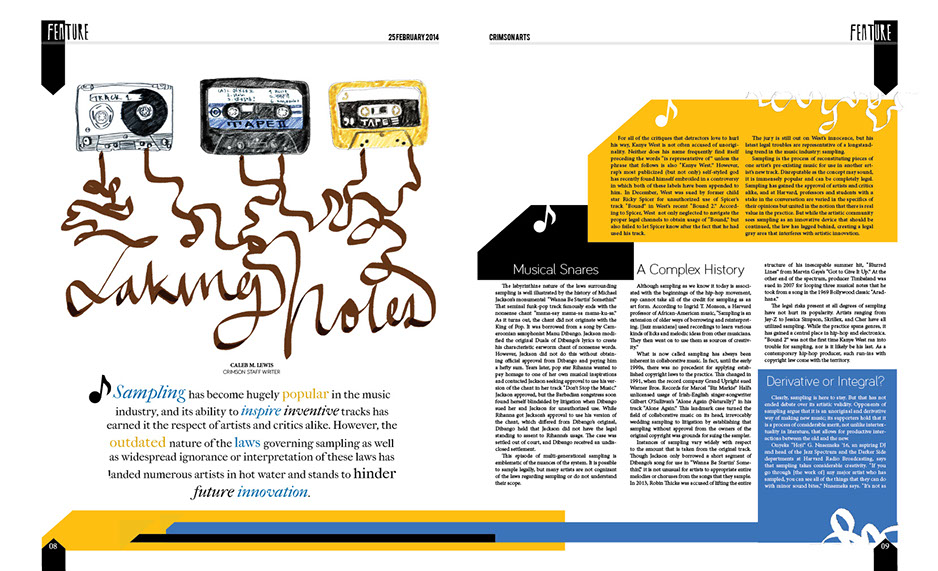 FEATURE
25 FEBRUARY 2014
TRACK 1
TAPE II
TAPE
Taking
Notes
CALEB M. LEWIS
CRIMSON STAFF WRITER
Sampling has become hugely popular in the music
industry, and its ability to inspire inventive tracks has
earned it the respect of artists and critics alike. However, the
outdated nature of the laws governing sampling as well
as widespread ignorance or interpretation of these laws has
landed numerous artists in hot water and stands to hinder
future innovation.
08
CRIMSON ARTS
FEATURE
For all of the critiques that detractors love to hurl
his way, Kanye West is not often accused of unorigi-
nality. Neither does his name frequently find itself
preceding the words "is representative of" unless the
phrase that follows is also "Kanye West." However,
rap's most publicized (but not only) self-styled god
has recently found himself embroiled in a controversy
in which both of these labels have been appended to
him. In December, West was sued by former child
star Ricky Spicer for unauthorized use of Spicer's
track "Bound" in West's recent "Bound 2." Accord-
ing to Spicer, West not only neglected to navigate the
proper legal channels to obtain usage of "Bound," but
also failed to let Spicer know after the fact that he had
used his track.
The jury is still out on West's innocence, but his
latest legal troubles are representative of a longstand-
ing trend in the music industry: sampling.
Sampling is the process of reconstituting pieces of
one artist's pre-existing music for use in another art-
ist's new track. Disreputable as the concept may sound,
it is immensely popular and can be completely legal.
Sampling has gained the approval of artists and critics
alike, and at Harvard, professors and students with a
stake in the conversation are varied in the specifics of
their opinions but united in the notion that there is real
value in the practice. But while the artistic community
sees sampling as an innovative device that should be
continued, the law has lagged behind, creating a legal
grey area that interferes with artistic innovation.
Musical Snares
The labyrinthine nature of the laws surrounding
sampling is well illustrated by the history of Michael
Jackson's monumental "Wanna Be Startin' Somethin'."
That seminal funk-pop track famously ends with the
nonsense chant "mama-say mama-sa mama-ku-sa."
As it turns out, the chant did not originate with the
King of Pop. It was borrowed from a song by Cam-
eroonian saxophonist Manu Dibango. Jackson modi-
fied the original Duala of Dibango's lyrics to create
his characteristic earworm chant of nonsense words.
However, Jackson did not do this without obtain-
ing official approval from Dibango and paying him
a hefty sum. Years later, pop star Rihanna wanted to
pay homage to one of her own musical inspirations
and contacted Jackson seeking approval to use his ver-
sion of the chant in her track "Don't Stop the Music."
Jackson approved, but the Barbadian songstress soon
found herself blindsided by litigation when Dibango
sued her and Jackson for unauthorized use. While
Rihanna got Jackson's approval to use his version of
the chant, which differed from Dibango's original,
Dibango held that Jackson did not have the legal
standing to assent to Rihanna's usage. The case was
settled out of court, and Dibango received an undis-
closed settlement.
This episode of multi-generational sampling is
emblematic of the nuances of the system. It is possible
to sample legally, but many artists are not cognizant
of the laws regarding sampling or do not understand
their scope.
A Complex History
Although sampling as we know it today is associ-
ated with the beginnings of the hip-hop movement,
rap cannot take all of the credit for sampling as an
art form. According to Ingrid T. Monson, a Harvard
professor of African-American music, "Sampling is an
extension of older ways of borrowing and reinterpret-
ing. [Jazz musicians] used recordings to learn various
kinds of licks and melodic ideas from other musicians.
They then went on to use them as sources of creativ-
ity."
What is now called sampling has always been
inherent in collaborative music. In fact, until the early
1990s, there was no precedent for applying estab-
lished copyright laws to the practice. This changed in
1991, when the record company Grand Upright sued
Warner Bros. Records for Marcel "Biz Markie" Hall's
unlicensed usage of Irish-English singer-songwriter
Gilbert O'Sullivan's "Alone Again (Naturally)" in his
track "Alone Again." This landmark case turned the
field of collaborative music on its head, irrevocably
wedding sampling to litigation by establishing that
sampling without approval from the owners of the
original copyright was grounds for suing the sampler.
Instances of sampling vary widely with respect
to the amount that is taken from the original track.
Though Jackson only borrowed a short segment of
Dibango's song for use to "Wanna Be Startin' Some-
thin'," it is not unusual for artists to appropriate entire
melodies or choruses from the songs that they sample.
In 2013, Robin Thicke was accused of lifting the entire
structure of his inescapable summer hit, "Blurred
Lines" from Marvin Gaye's "Got to Give It Up." At the
other end of the spectrum, producer Timbaland was
sued in 2007 for looping three musical notes that he
took from a song in the 1969 Bollywood classic "Arad-
hana."
The legal risks present at all degrees of sampling
have not hurt its popularity. Artists ranging from
Jay-Z to Jessica Simpson, Skrillex, and Cher have all
utilized sampling. While the practice spans genres, it
has gained a central place in hip-hop and electronica.
"Bound 2" was not the first time Kanye West ran into
trouble for sampling, nor is it likely be his last. As a
contemporary hip-hop producer, such run-ins with
copyright law come with the territory.
Derivative or Integral?
Clearly, sampling is here to stay. But that has not
ended debate over its artistic validity. Opponents of
sampling argue that it is an unoriginal and derivative
way of making new music; its supporters hold that it
is a process of considerable merit, not unlike intertex-
tuality in literature, that allows for productive inter-
actions between the old and the new.
departments at Harvard Radio Broadcasting, says
that sampling takes considerable creativity. "If you
go through [the work of] any major artist who has
sampled, you can see all of the things that they can do
with minor sound bites," Nnaemeka says. "It's not as
09